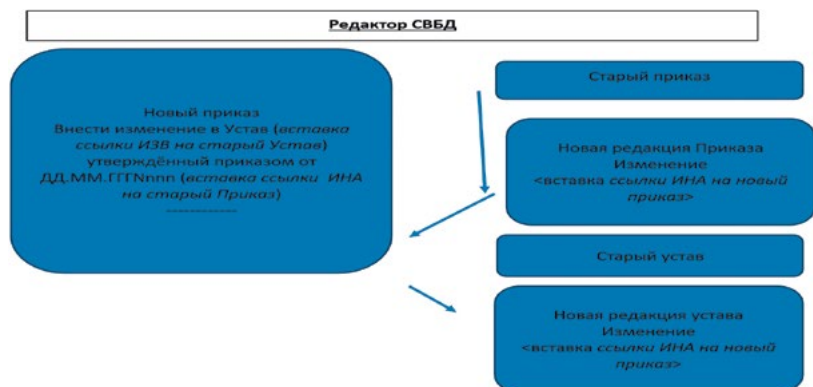 Редактор СВБД
Новый приказ
Внести изменение в Устав (вставка
ссылки ИЗВ на старый Устав)
утверждённый приказом от
ДД.ММ.ГГГNnnn (вставка ссылки ИНА
на старый Приказ)
------------
Старый приказ
Новая редакция Приказа
Изменение
<вставка ссылки ИНА на новый
приказ>
Старый устав
Новая редакция устава
Изменение
<вставка ссылки ИНА на новый
приказ>